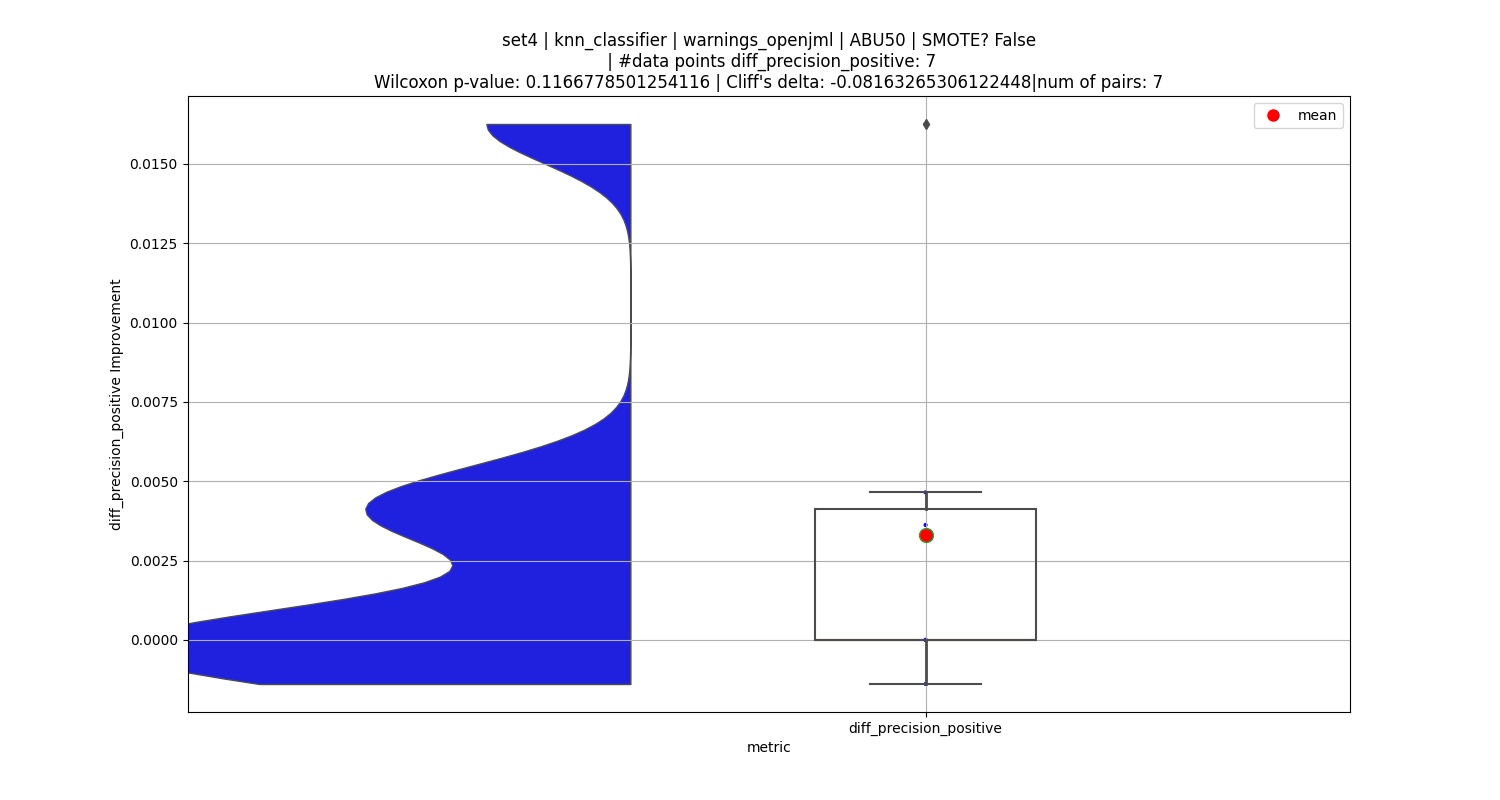 set4 | knn_classifier | warnings_openjml | ABU50 | SMOTE? False
| #data points diff_precision_positive: 7
Wilcoxon p-value: 0.1166778501254116 | Cliff's delta: -0.08163265306122448|num of pairs: 7
mean
0.0150
0.0125
0.0100
0.0075
0.0050
0.0025
0.0000
diff_precision_positive Improvement
diff_precision_positive
metric